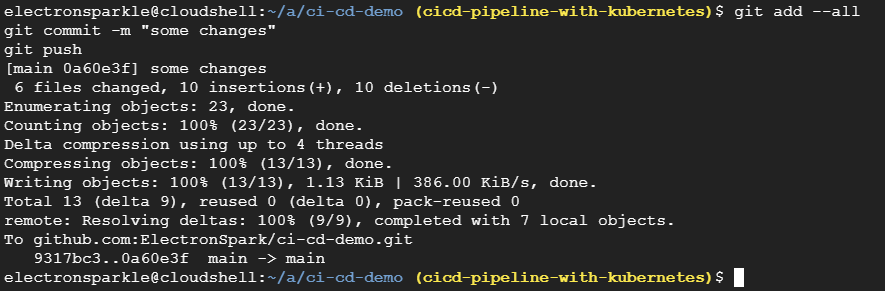 electronsparkle@cloudshell:~/a/ci-cd-demo (cicd-pipeline-with-kubernetes)$ git add --all
git commit -m "some changes"
git push
[main 0a60e3f] some changes
 6 files changed, 10 insertions(+), 10 deletions(-)
Enumerating objects: 23, done.
Counting objects: 100% (23/23), done.
Delta compression using up to 4 threads
Compressing objects: 100% (13/13), done.
Writing objects: 100% (13/13), 1.13 KiB | 386.00 KiB/s, done.
Total 13 (delta 9), reused 0 (delta 0), pack-reused 0
remote: Resolving deltas: 100% (9/9), completed with 7 local objects.
To github.com:ElectronSpark/ci-cd-demo.git
   9317bc3..0a60e3f  main -> main
electronsparkle@cloudshell:~/a/ci-cd-demo (cicd-pipeline-with-kubernetes)$